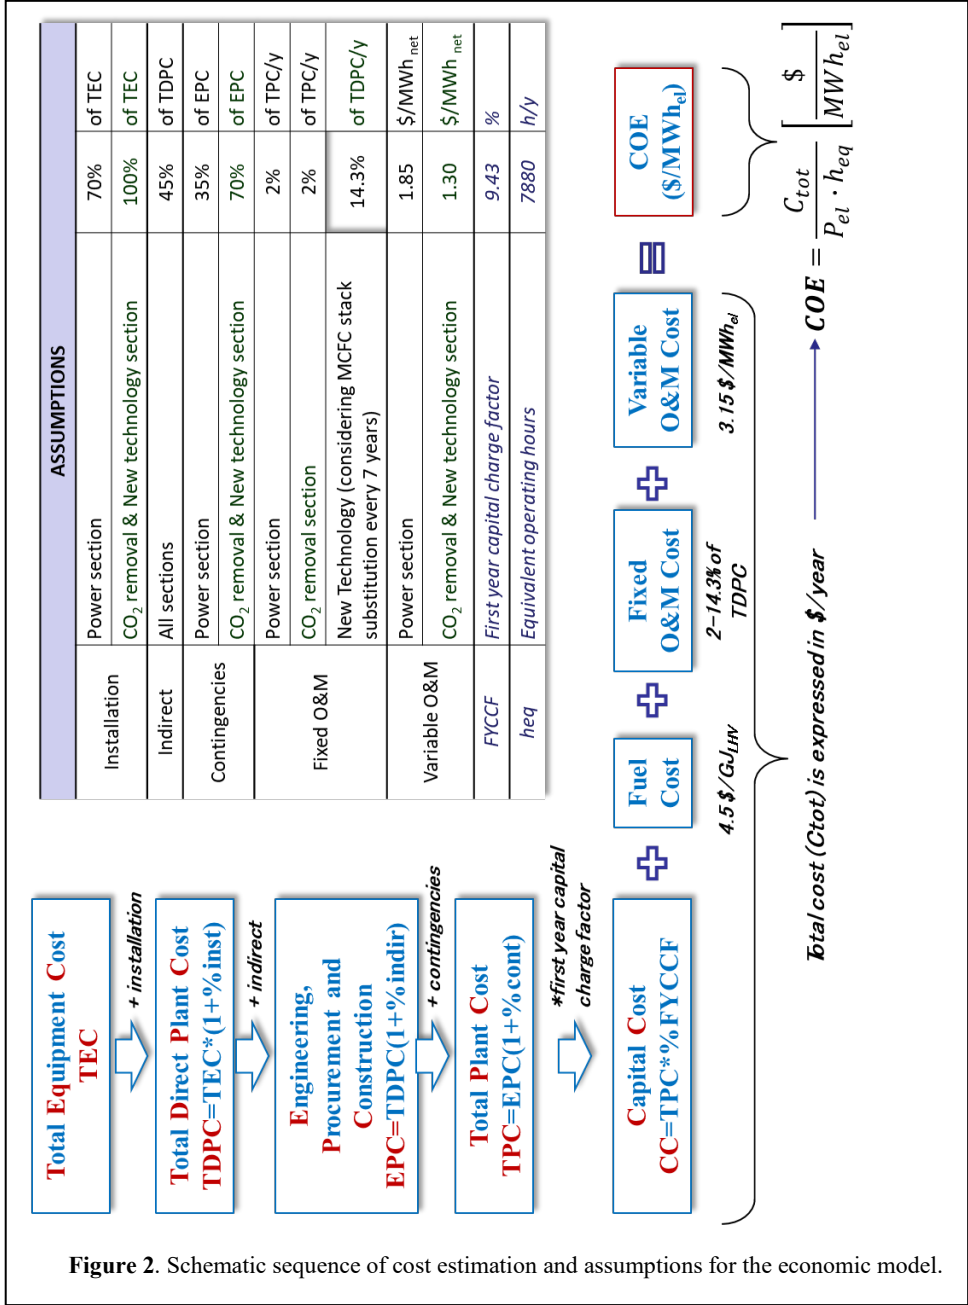 Total Equipment Cost
TEC
+ installation
Total Direct Plant Cost
TDPC=TEC*(1+%inst)
+ indirect
Engineering,
Procurement and
Construction
EPC=TDPC(1+%indir)
+ contingencies
Total Plant Cost
TPC=EPC(1+%cont)
*first year capital
charge factor
Capital Cost
CC=TPC*%FYCCF
ASSUMPTIONS
Installation
Power section 70% of TEC
CO2 removal & New technology section 100% of TEC
Indirect All sections 45% of TDPC
Contingencies
Power section 35% of EPC
CO2 removal & New technology section 70% of EPC
Fixed O&M
Power section 2% of TPC/y
CO2 removal section 2% of TPC/y
New Technology (considering MCFC stack
substitution every 7 years) 14.3% of TDPC/y
Variable O&M
Power section 1.85 $/MWh net
CO2 removal & New technology section 1.30 $/MWh net
FYCCF First year capital charge factor 9.43 %
heq Equivalent operating hours 7880 h/y
+
Fuel
Cost
4.5 $/GJLHV
+
Fixed
O&M Cost
2-14.3% of
TDPC
+
Variable
O&M Cost
3.15 $/MWhel
=
COE
($/MWhel)
Total cost (Ctot) is expressed in $/year
COE = Ctot / (Pel · heq) [$ / MWhel]
Figure 2. Schematic sequence of cost estimation and assumptions for the economic model.